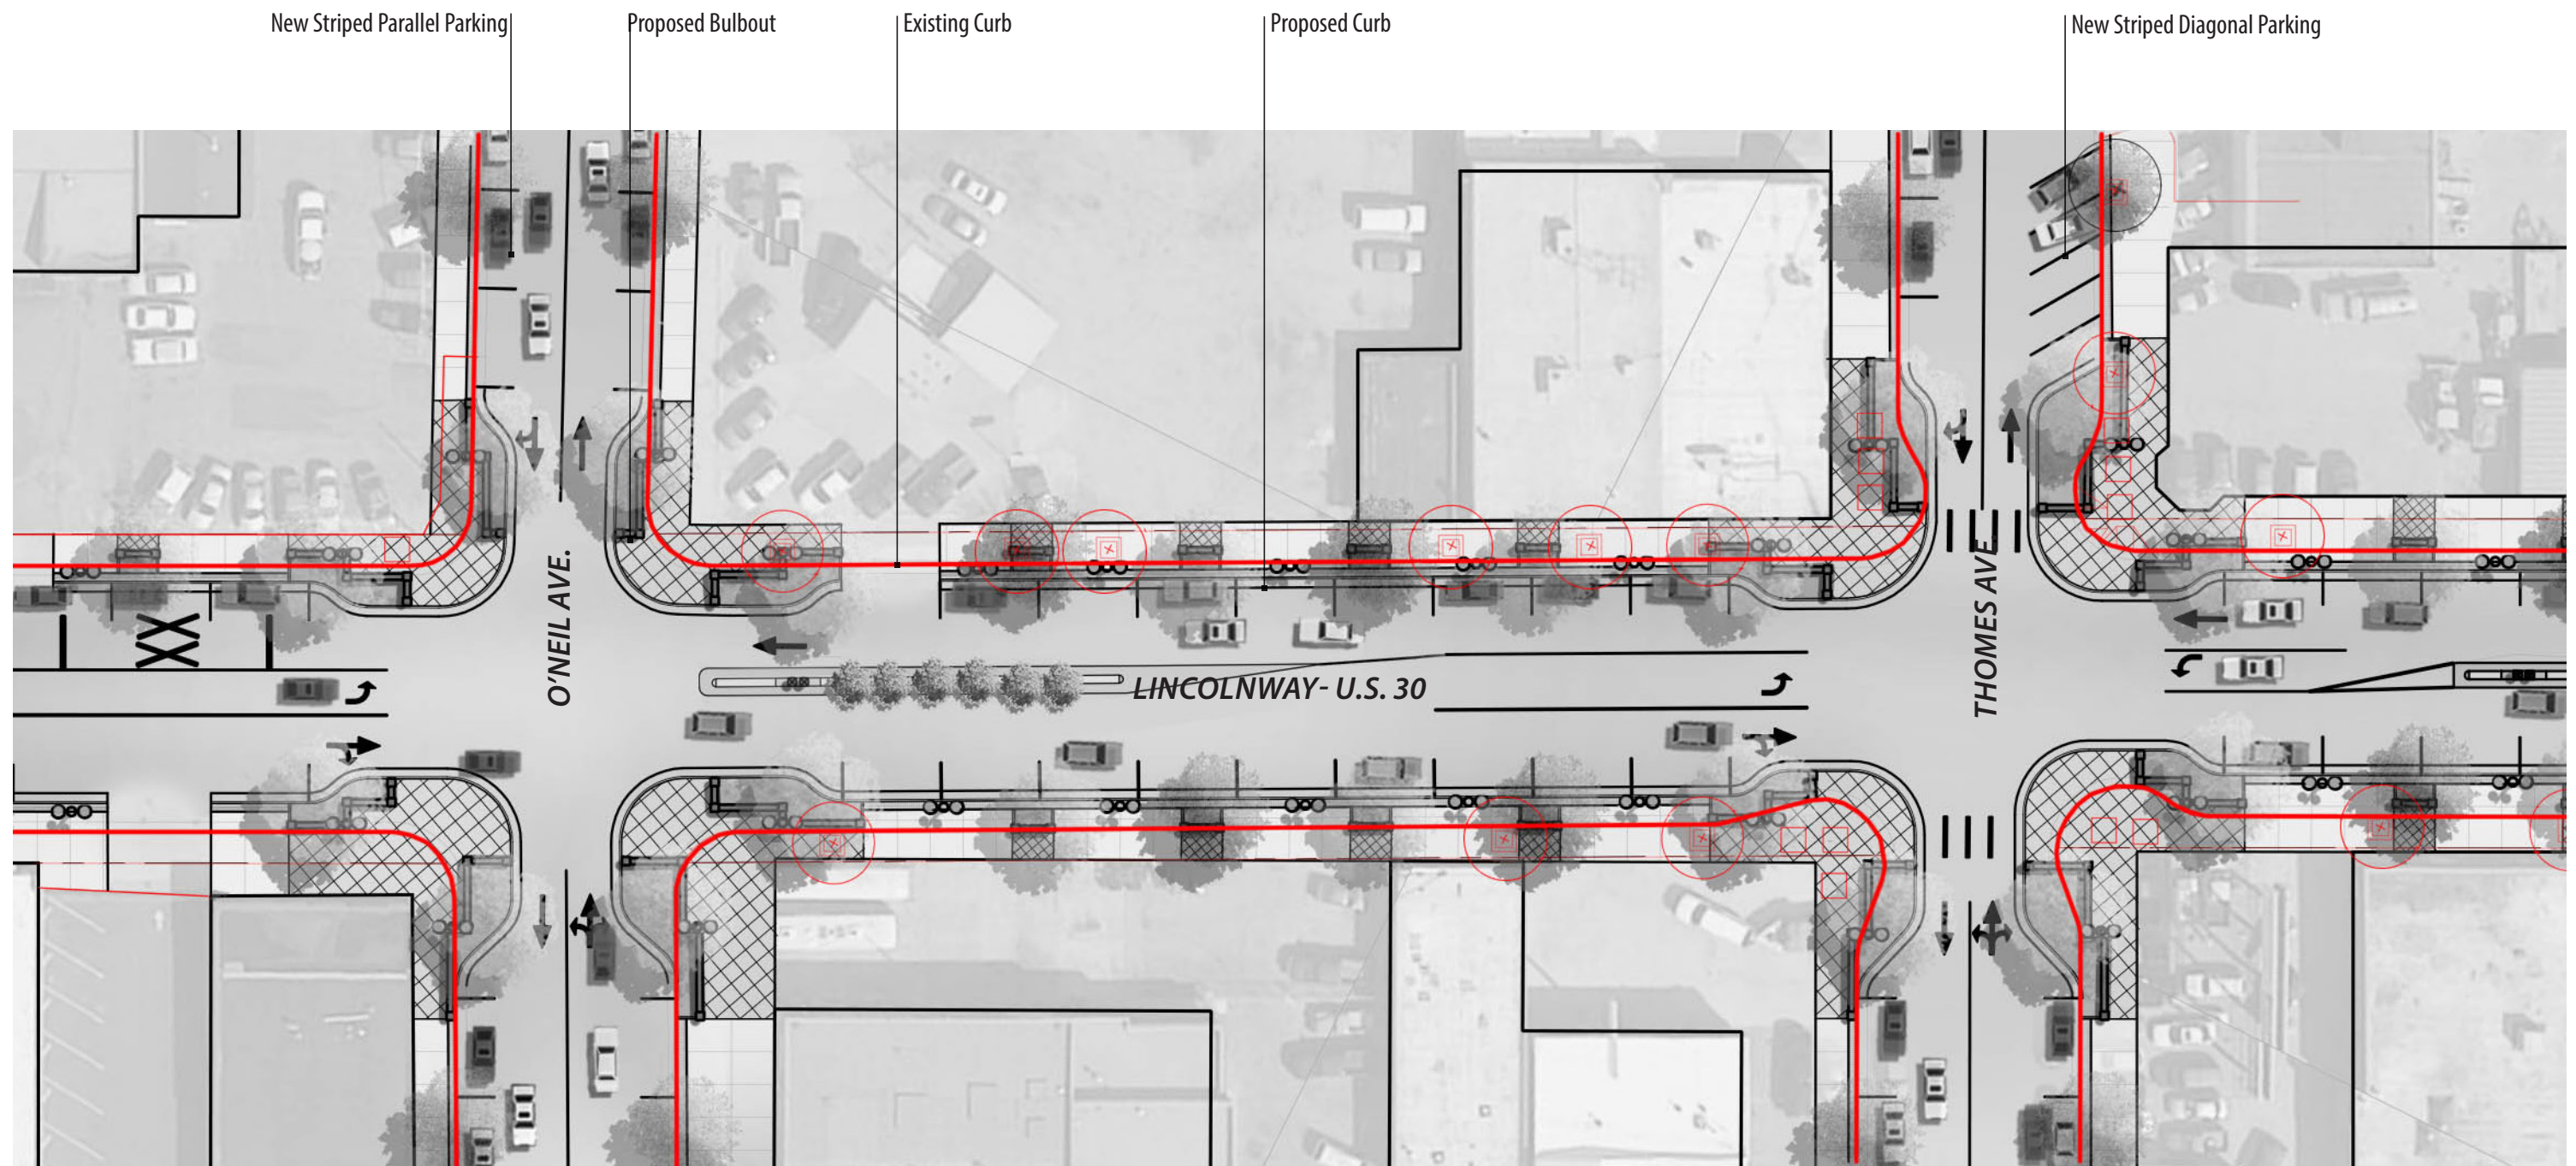 New Striped Parallel Parking
Proposed Bulbout
Existing Curb
Proposed Curb
New Striped Diagonal Parking
O'NEIL AVE.
LINCOLNWAY- U.S. 30
THOMES AVE.